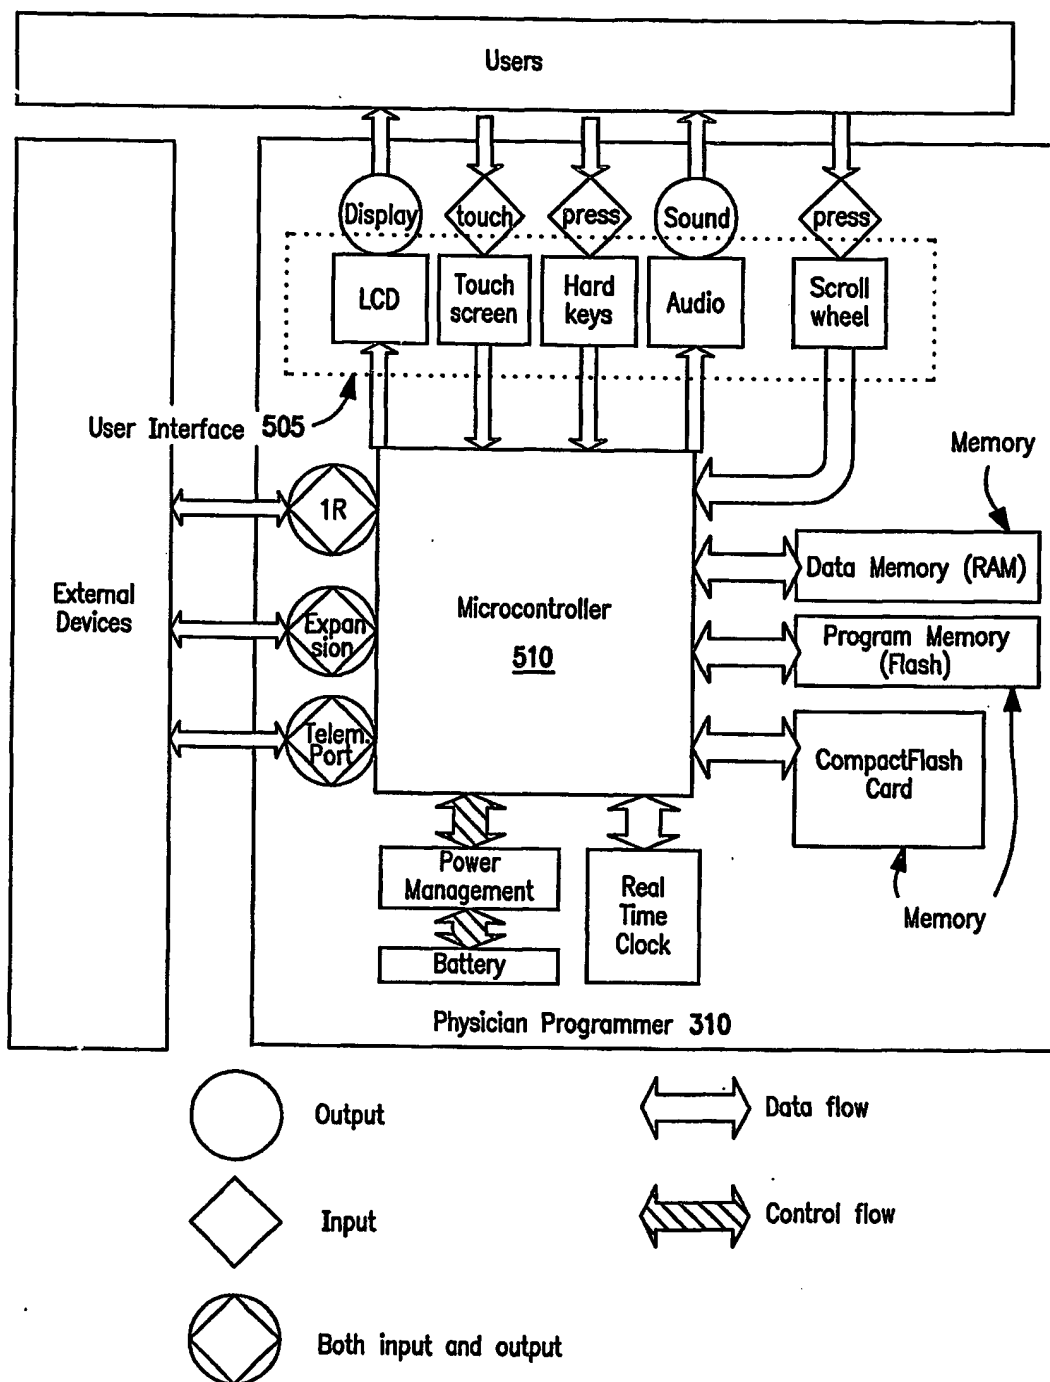 Users
Display
touch
press
Sound
press
LCD
Touch
screen
Hard
keys
Audio
Scroll
wheel
User Interface 505
Memory
1R
Data Memory (RAM)
External
Devices
Expan
sion
Microcontroller
510
Program Memory
(Flash)
Telem.
Port
CompactFlash
Card
Power
Management
Real
Time
Clock
Memory
Battery
Physician Programmer 310
Output
Data flow
Input
Control flow
Both input and output